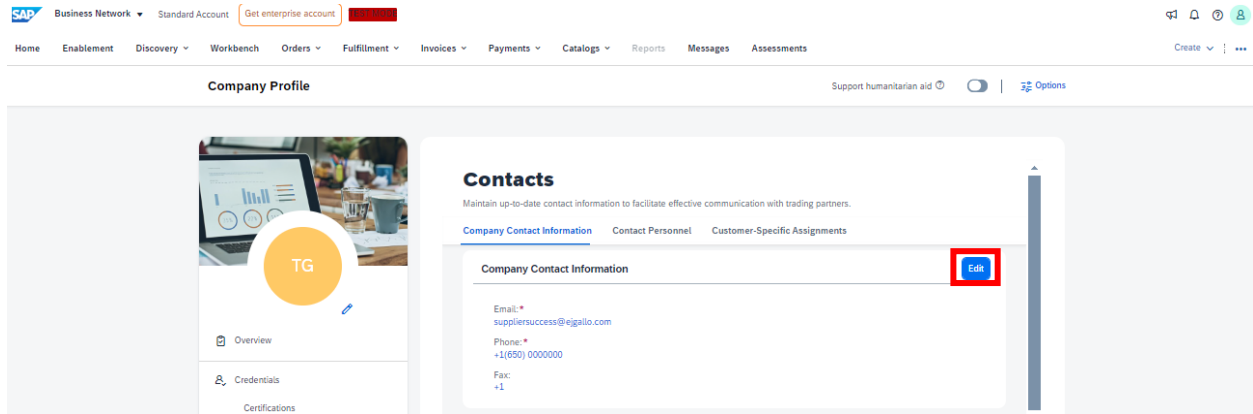 SAP Business Network Standard Account Get enterprise account TEST MODE
Home Enablement Discovery Workbench Orders Fulfillment Invoices Payments Catalogs Reports Messages Assessments Create
Company Profile Support humanitarian aid Options
Contacts
Maintain up-to-date contact information to facilitate effective communication with trading partners.
Company Contact Information Contact Personnel Customer-Specific Assignments
TG
Company Contact Information Edit
Email:*
suppliersuccess@ejgallo.com
Phone:*
+1(650) 0000000
Fax:
+1
Overview
Credentials
Certifications